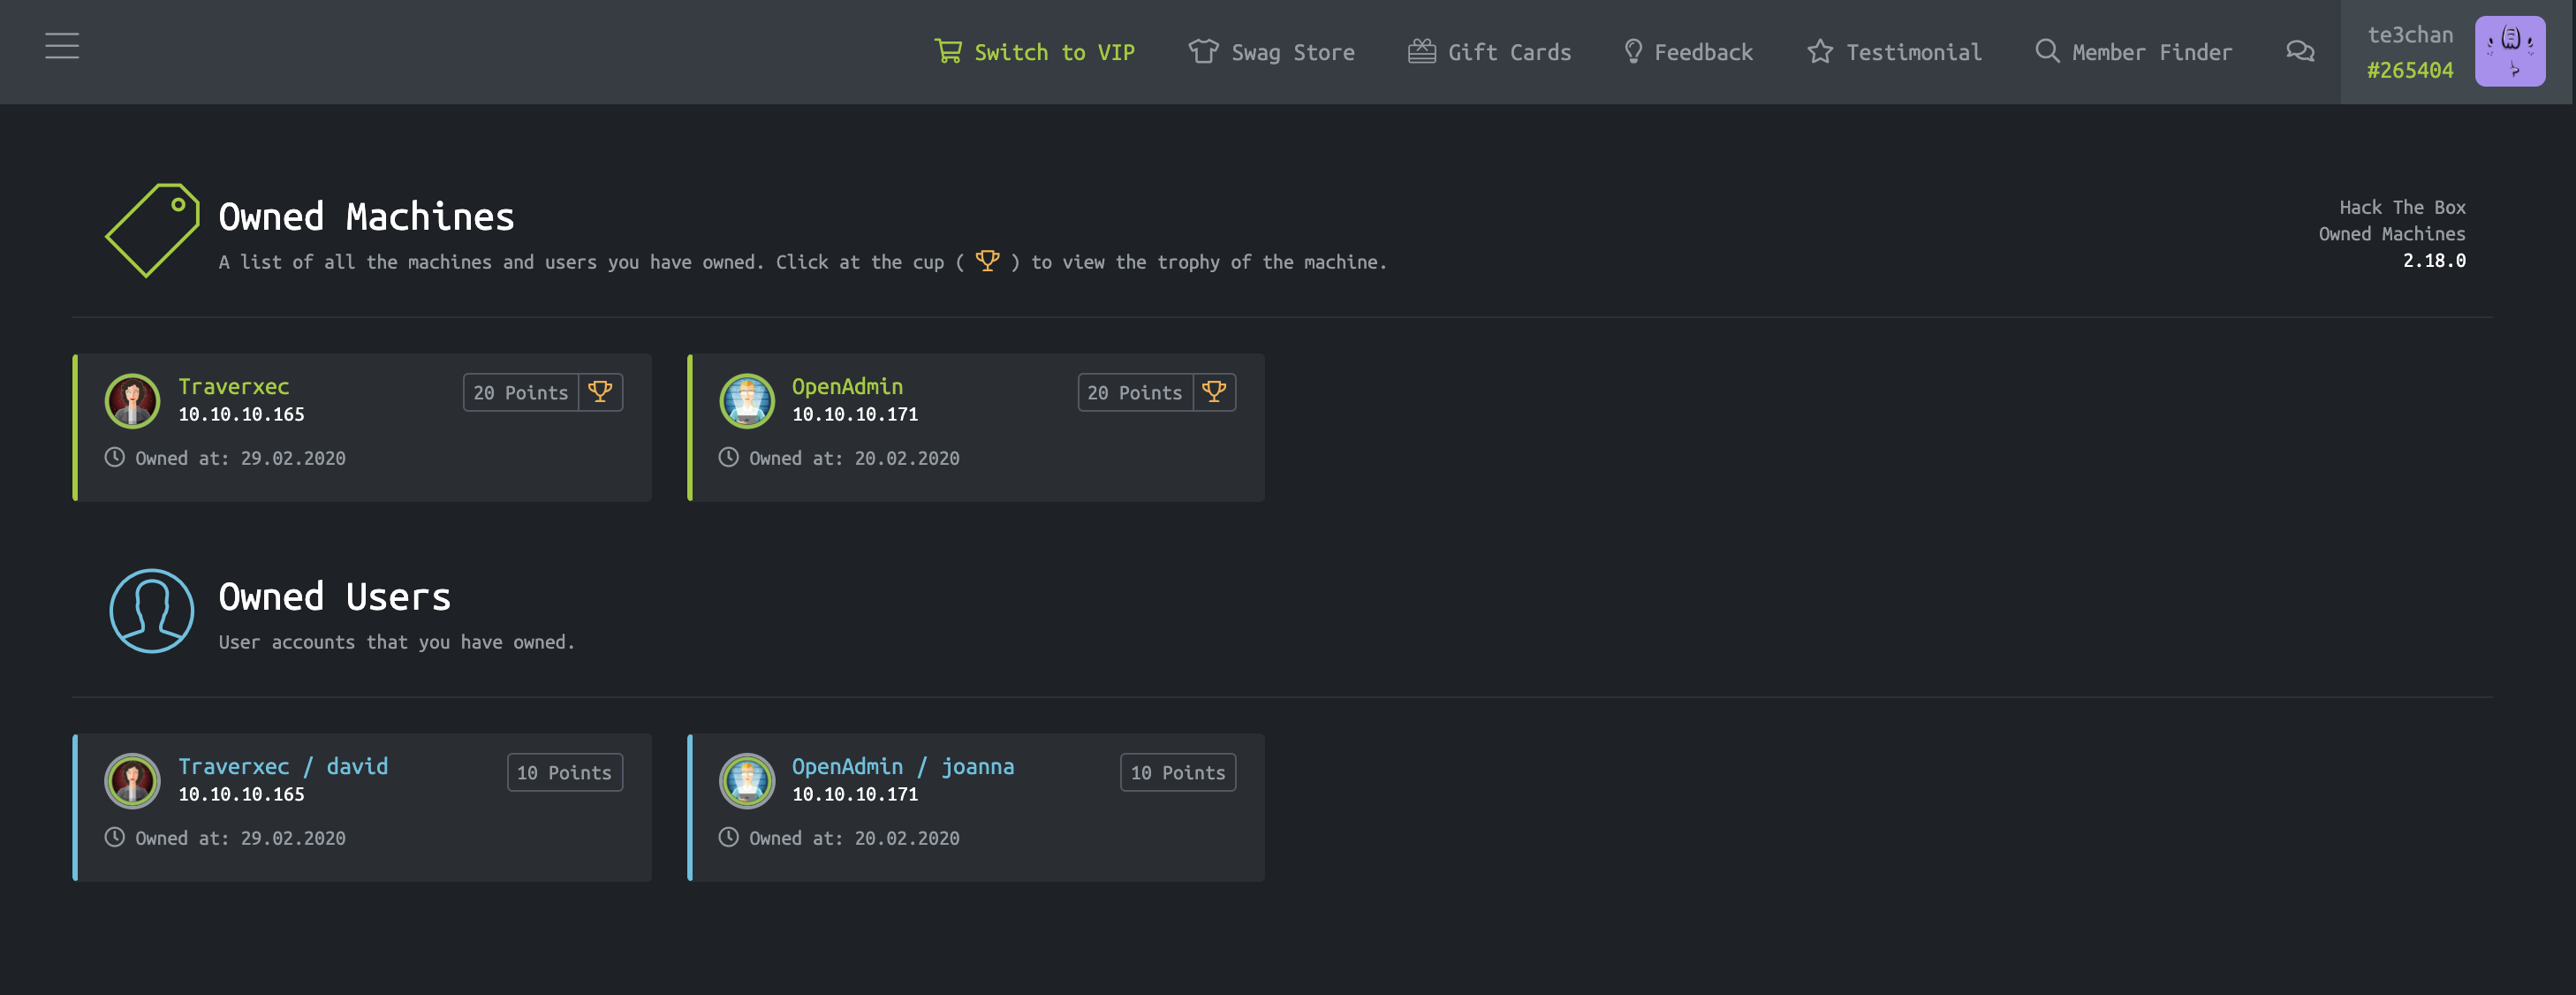 Switch to VIP Swag Store Gift Cards Feedback Testimonial Member Finder
te3chan
#265404
Owned Machines
A list of all the machines and users you have owned. Click at the cup ( ) to view the trophy of the machine.
Hack The Box
Owned Machines
2.18.0
Traverxec
10.10.10.165
20 Points
Owned at: 29.02.2020
OpenAdmin
10.10.10.171
20 Points
Owned at: 20.02.2020
Owned Users
User accounts that you have owned.
Traverxec / david
10.10.10.165
10 Points
Owned at: 29.02.2020
OpenAdmin / joanna
10.10.10.171
10 Points
Owned at: 20.02.2020